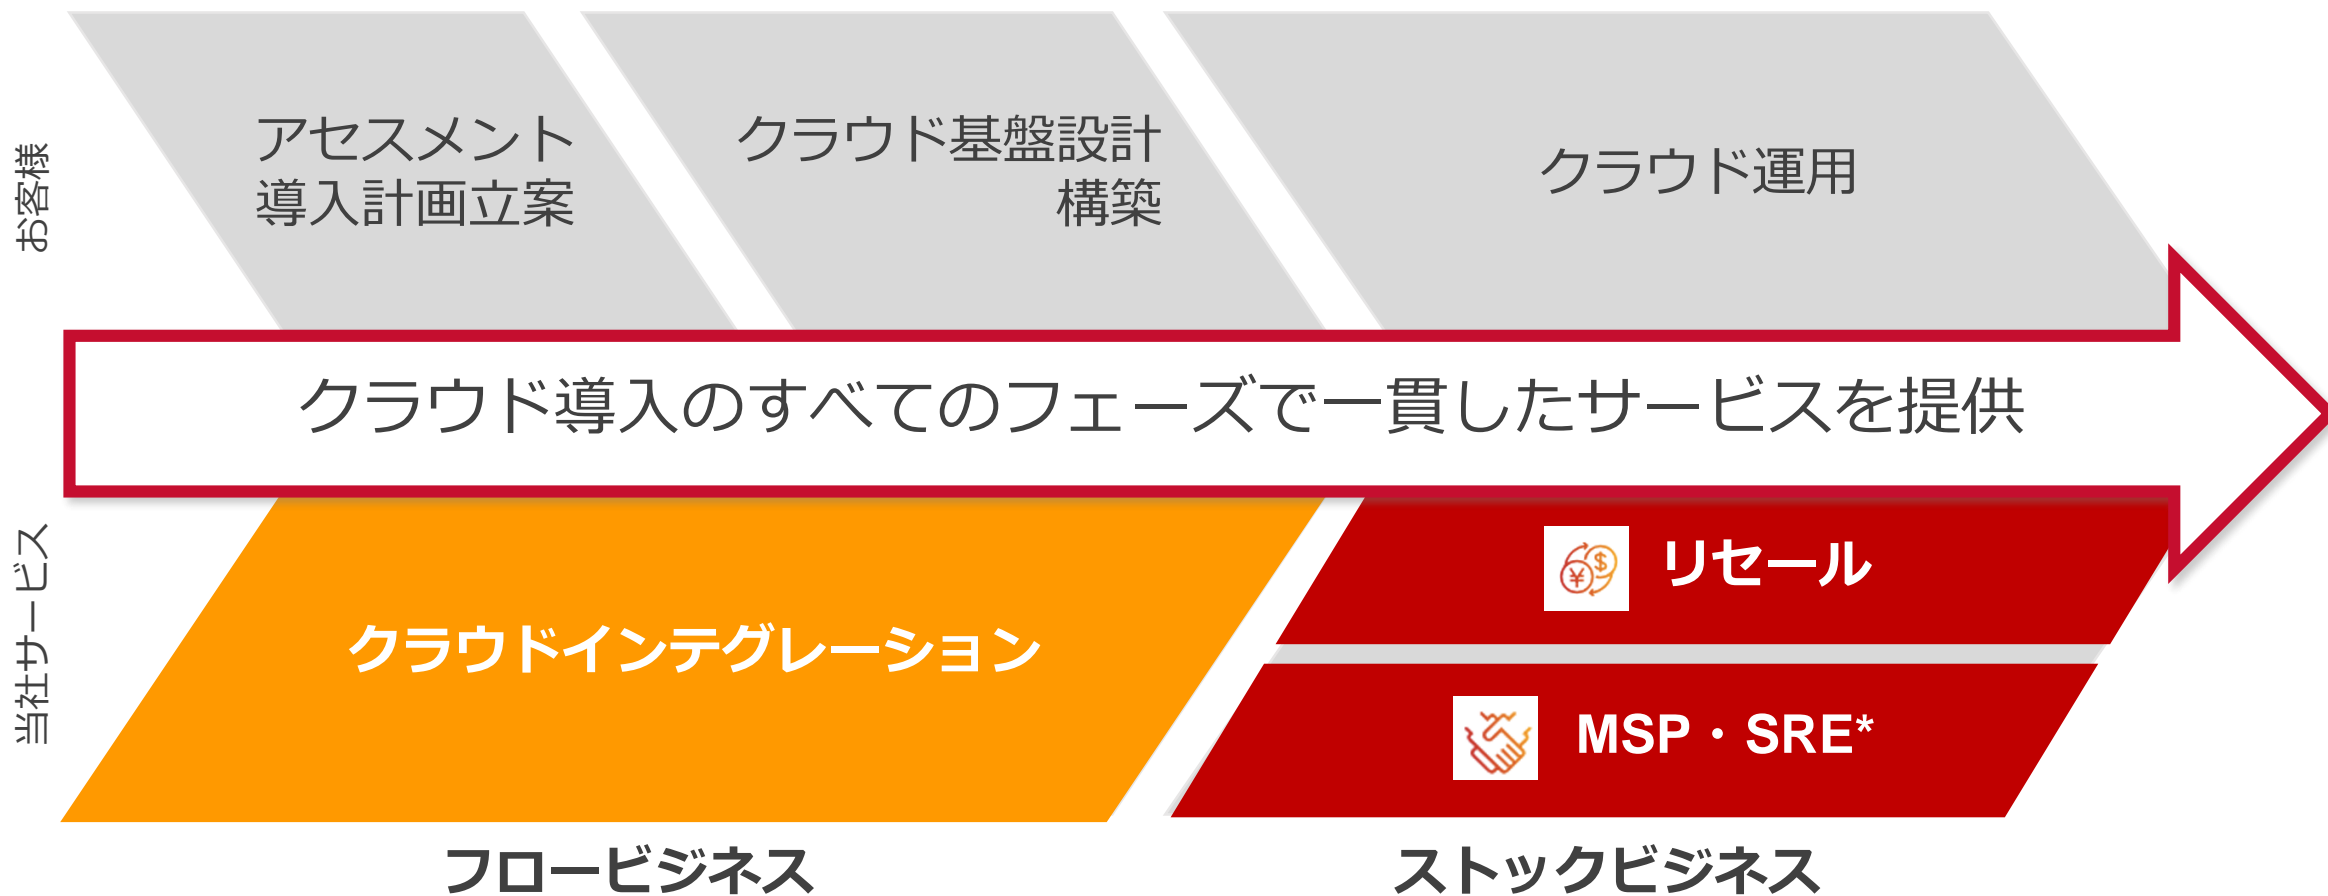 お客様
アセスメント
導入計画立案
クラウド基盤設計
構築
クラウド運用
クラウド導入のすべてのフェーズで一貫したサービスを提供
当社サービス
クラウドインテグレーション
¥ $
リセール
MSP・SRE*
フロービジネス
ストックビジネス